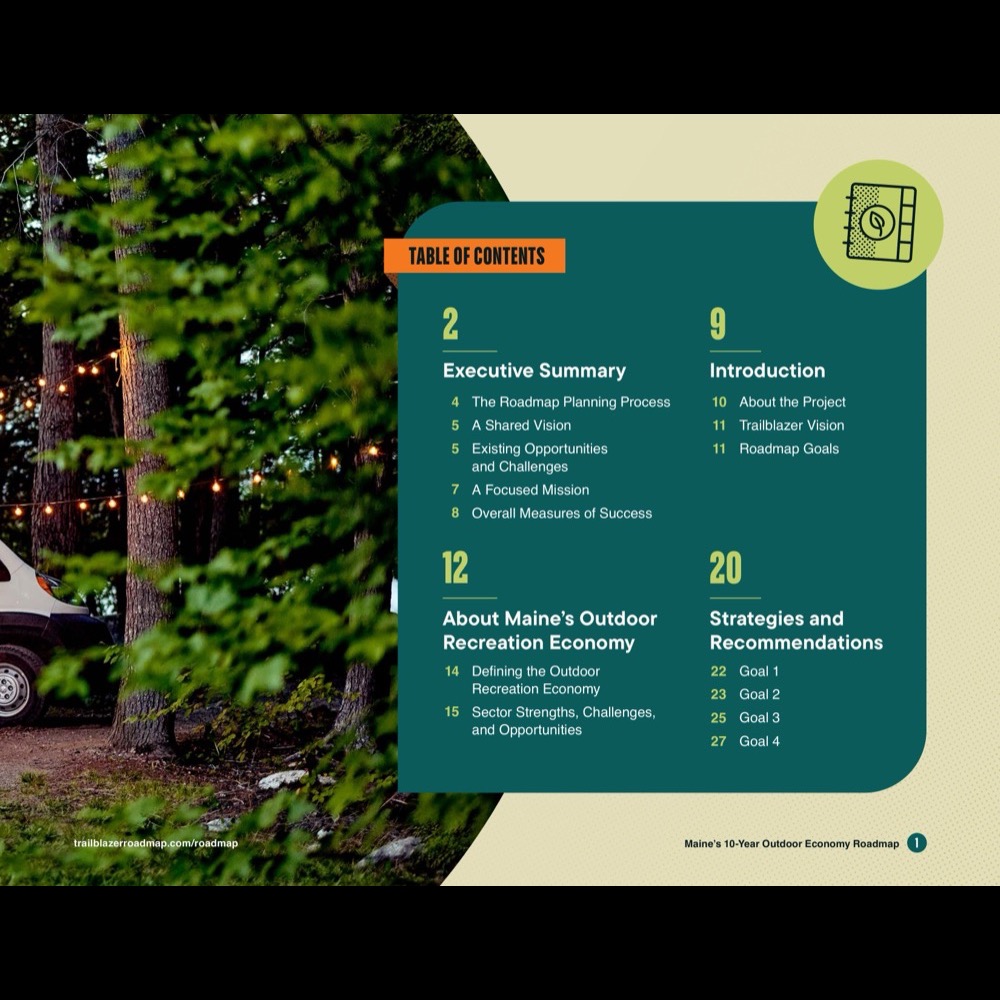 TABLE OF CONTENTS
2
Executive Summary
4 The Roadmap Planning Process
5 A Shared Vision
5 Existing Opportunities
and Challenges
7 A Focused Mission
8 Overall Measures of Success
9
Introduction
10 About the Project
11 Trailblazer Vision
11 Roadmap Goals
12
About Maine's Outdoor
Recreation Economy
14 Defining the Outdoor
Recreation Economy
15 Sector Strengths, Challenges,
and Opportunities
20
Strategies and
Recommendations
22 Goal 1
23 Goal 2
25 Goal 3
27 Goal 4
trailblazerroadmap.com/roadmap
Maine's 10-Year Outdoor Economy Roadmap 1